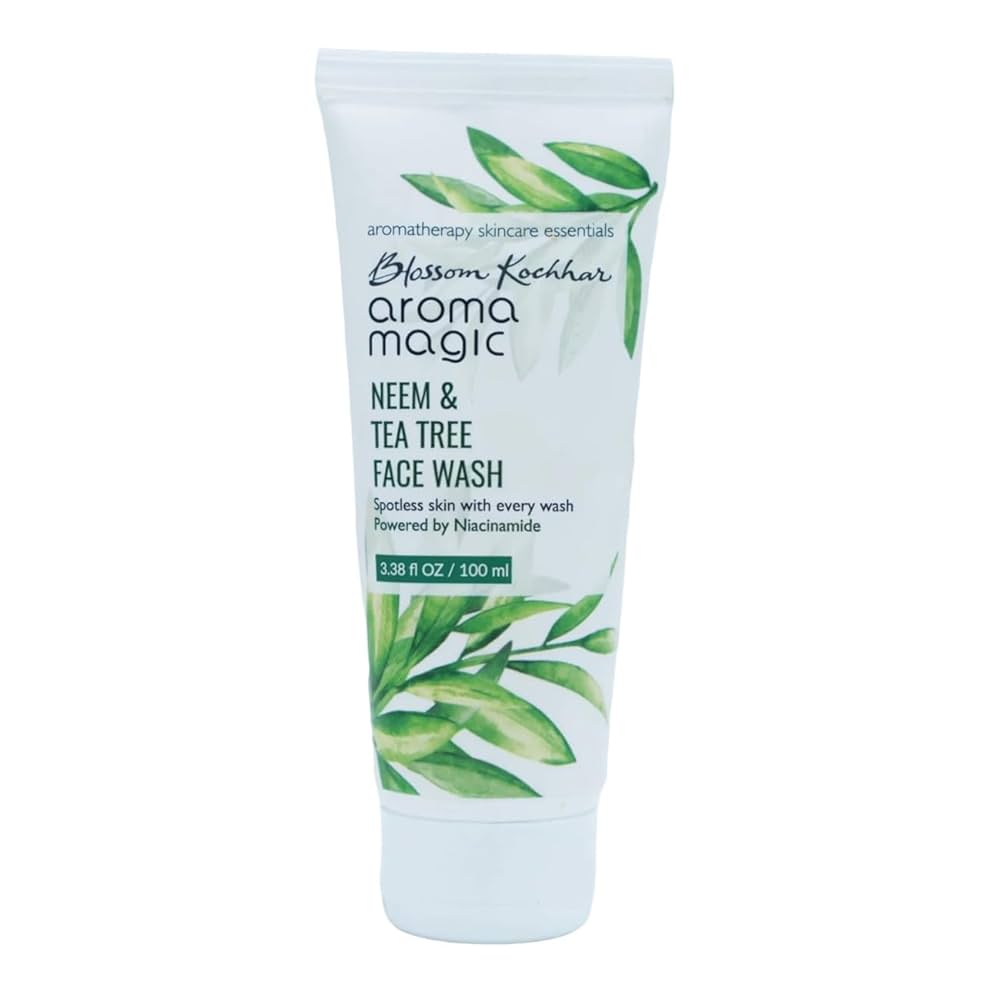 aromatherapy skincare essentials
Blossom Kochhar
aroma
magic
NEEM &
TEA TREE
FACE WASH
Spotless skin with every wash
Powered by Niacinamide
3.38 fl OZ / 100 ml